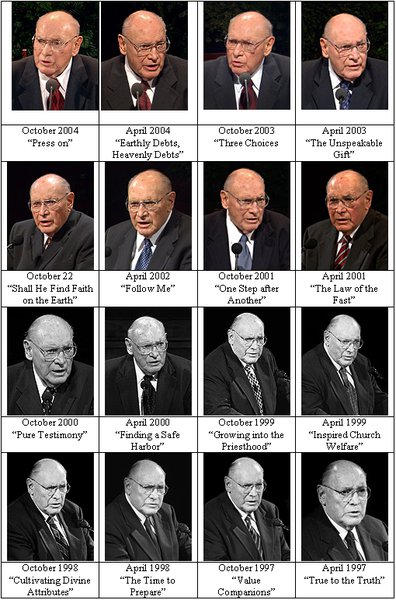 October 2004
April 2004
October 2003
April 2003
"Press on"
"Earthly Debts,
Heavenly Debts"
"Three Choices
"The Unspeakable
Gift"
October 22
April 2002
October 2001
April 2001
"Shall He Find Faith
on the Earth"
"Follow Me"
"One Step after
Another"
"The Law of the
Fast"
October 2000
April 2000
October 1999
April 1999
"Pure Testimony"
"Finding a Safe
Harbor"
"Growing into the
Priesthood"
"Inspired Church
Welfare"
October 1998
April 1998
October 1997
April 1997
"Cultivating Divine
Attributes"
"The Time to
Prepare"
"Value
Companions"
"True to the Truth"